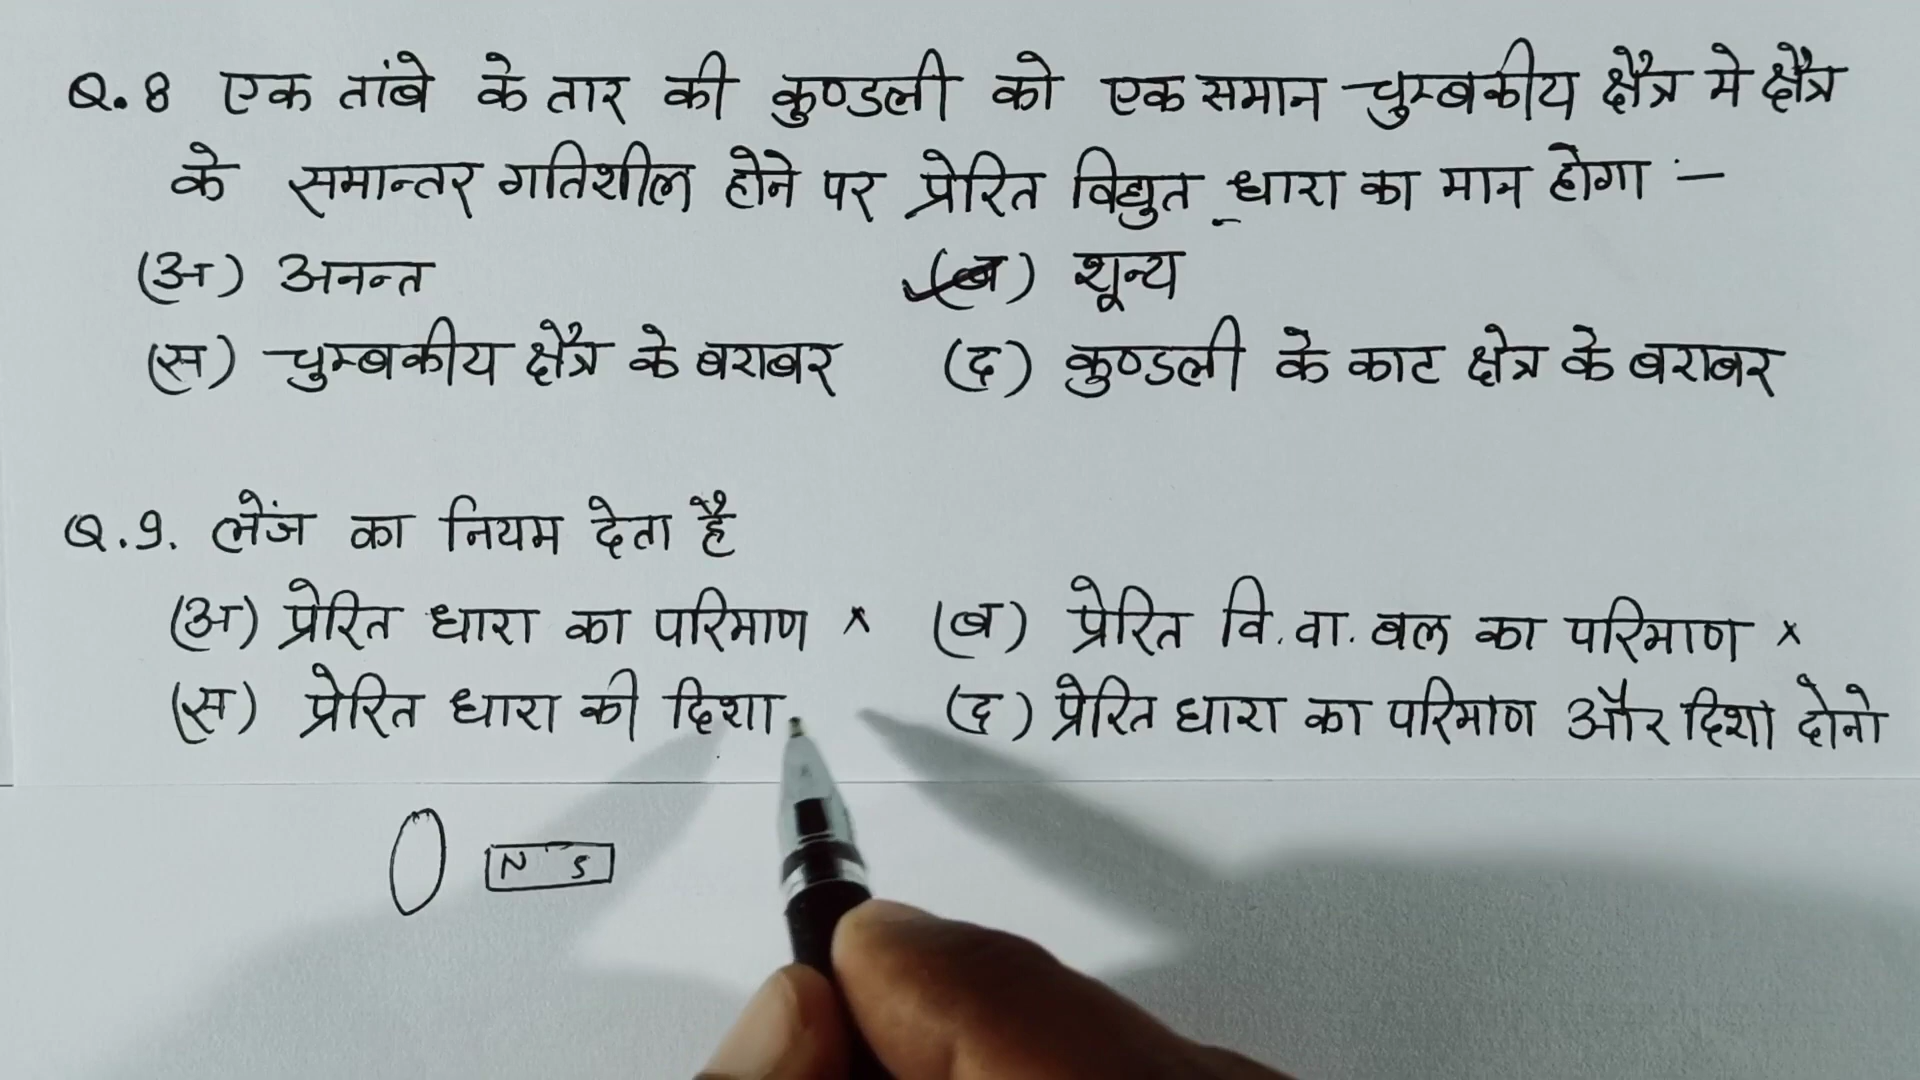 Q.8 एक तांबे के तार की कुण्डली को एक समान चुम्बकीय क्षैत्र मे क्षैत्र
के समान्तर गतिशील होने पर प्रेरित विद्युत धारा का मान होगा :-
(अ) अनन्त (ब) शून्य
(स) चुम्बकीय क्षैत्र के बराबर (द) कुण्डली के काट क्षेत्र के बराबर
Q.9. लेंज का नियम देता है
(अ) प्रेरित धारा का परिमाण × (ब) प्रेरित वि. वा. बल का परिमाण ×
(स) प्रेरित धारा की दिशा (द) प्रेरित धारा का परिमाण और दिशा दोनो
N S